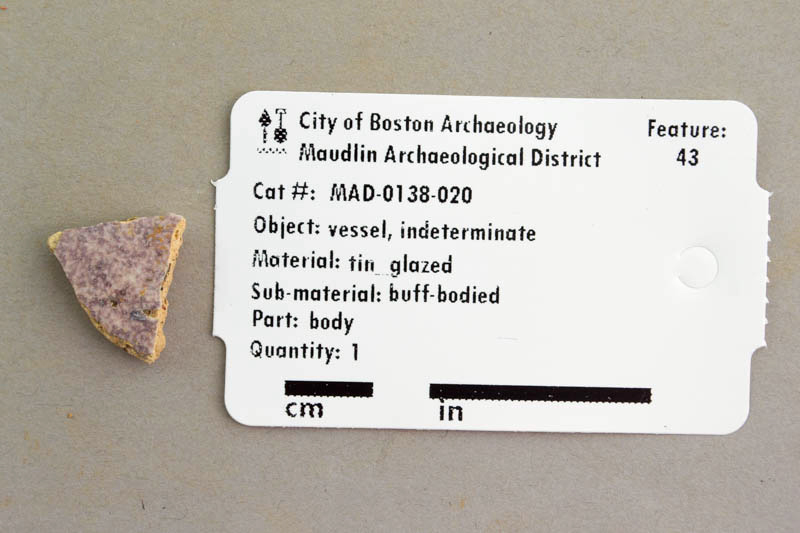 City of Boston Archaeology
Maudlin Archaeological District
Feature:
43
Cat #: MAD-0138-020
Object: vessel, indeterminate
Material: tin_glazed
Sub-material: buff-bodied
Part: body
Quantity: 1
cm
in